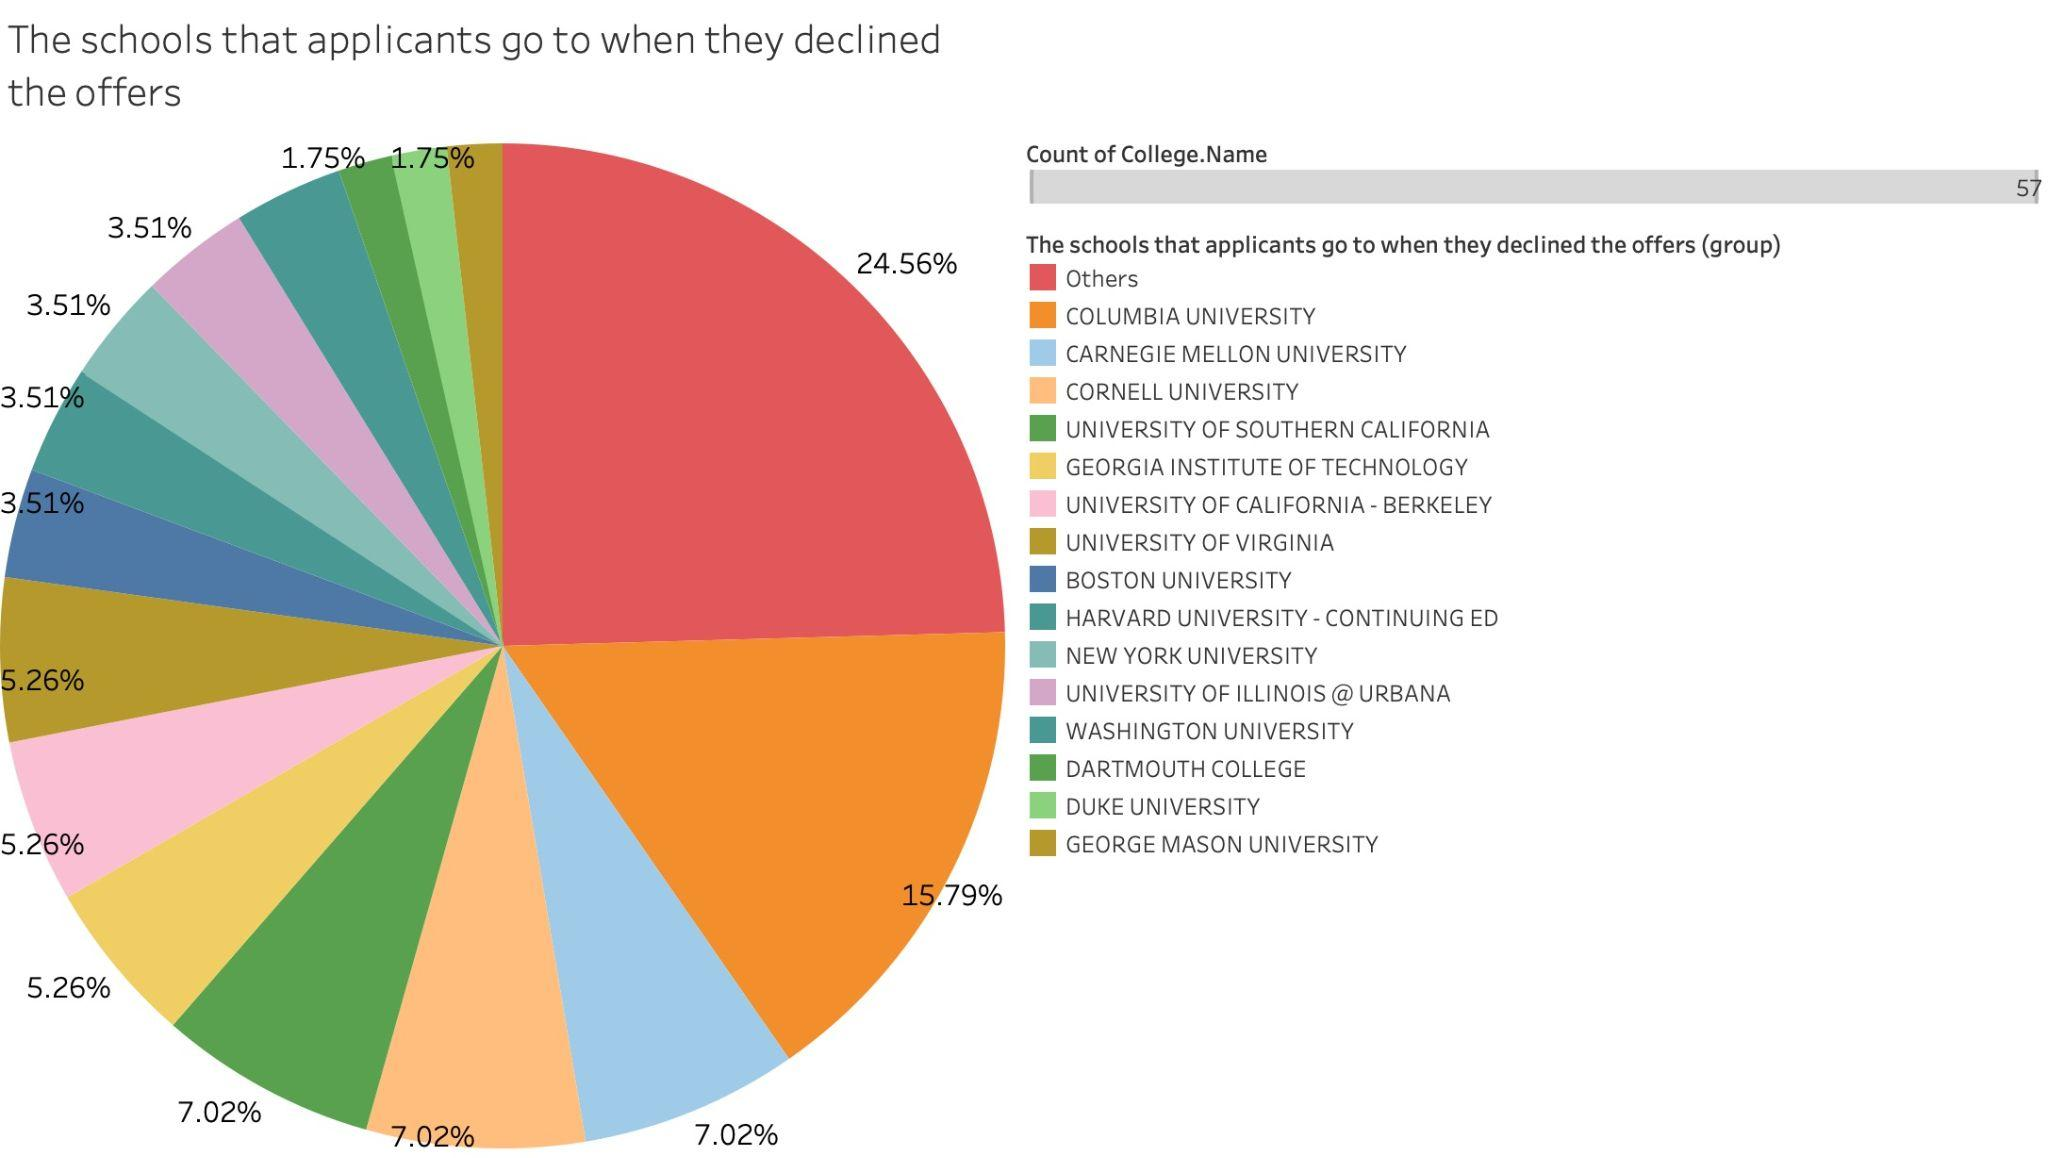 The schools that applicants go to when they declined
the offers
1.75%
1.75%
3.51%
3.51%
3.51%
3.51%
5.26%
5.26%
5.26%
7.02%
7.02%
7.02%
15.79%
24.56%
Count of College.Name
57
The schools that applicants go to when they declined the offers (group)
Others
COLUMBIA UNIVERSITY
CARNEGIE MELLON UNIVERSITY
CORNELL UNIVERSITY
UNIVERSITY OF SOUTHERN CALIFORNIA
GEORGIA INSTITUTE OF TECHNOLOGY
UNIVERSITY OF CALIFORNIA - BERKELEY
UNIVERSITY OF VIRGINIA
BOSTON UNIVERSITY
HARVARD UNIVERSITY - CONTINUING ED
NEW YORK UNIVERSITY
UNIVERSITY OF ILLINOIS @ URBANA
WASHINGTON UNIVERSITY
DARTMOUTH COLLEGE
DUKE UNIVERSITY
GEORGE MASON UNIVERSITY